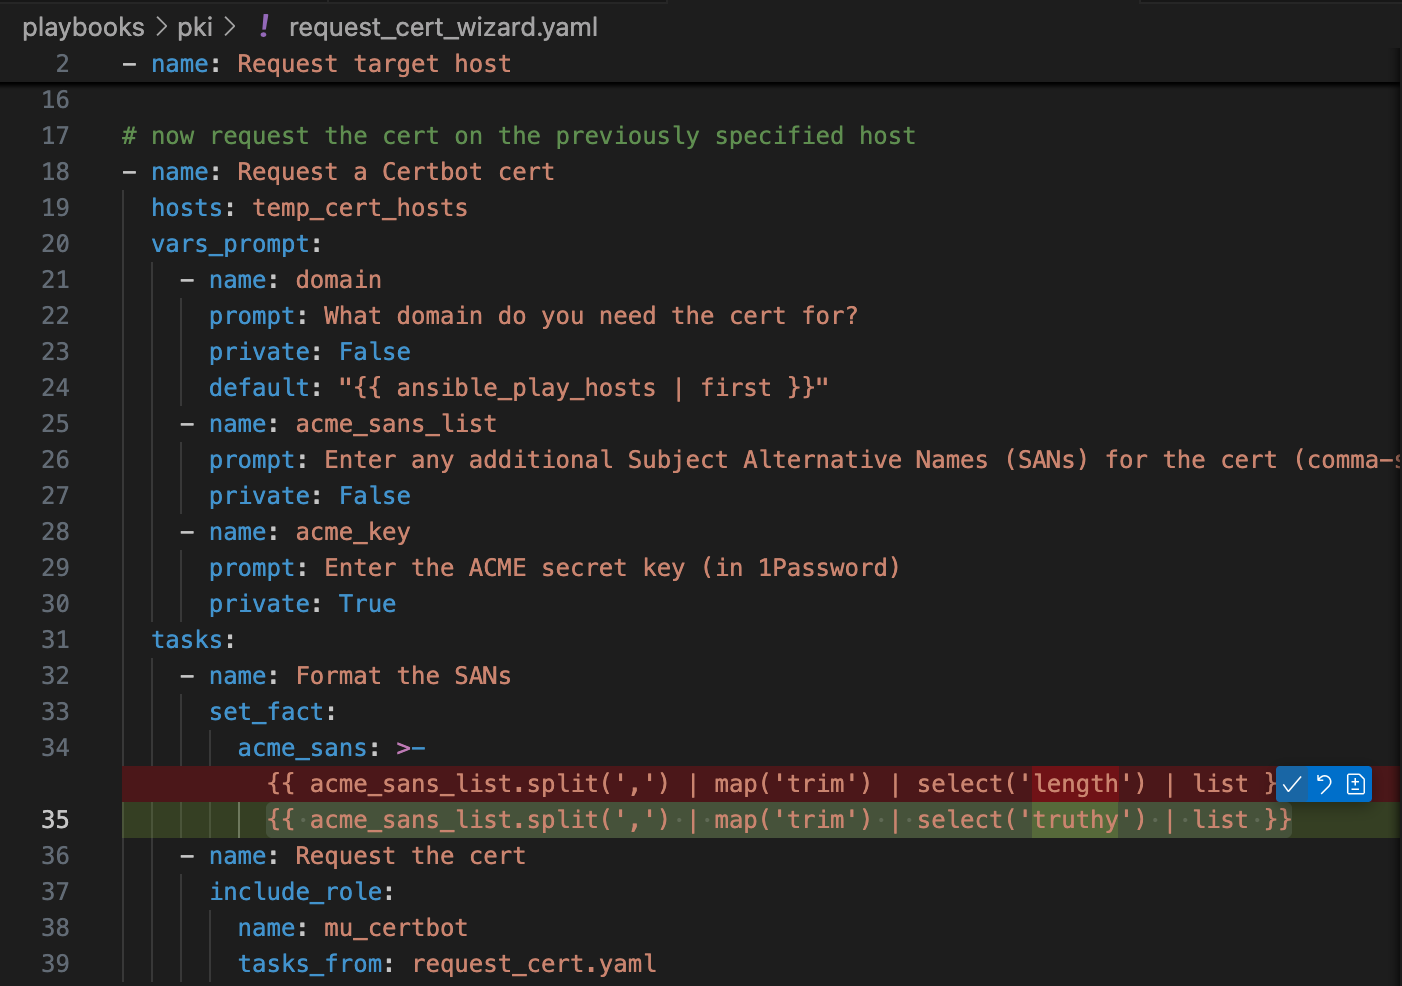 playbooks > pki > ! request_cert_wizard.yaml
2 - name: Request target host
16
17 # now request the cert on the previously specified host
18 - name: Request a Certbot cert
19 hosts: temp_cert_hosts
20 vars_prompt:
21 - name: domain
22 prompt: What domain do you need the cert for?
23 private: False
24 default: "{{ ansible_play_hosts | first }}"
25 - name: acme_sans_list
26 prompt: Enter any additional Subject Alternative Names (SANs) for the cert (comma-
27 private: False
28 - name: acme_key
29 prompt: Enter the ACME secret key (in 1Password)
30 private: True
31 tasks:
32 - name: Format the SANs
33 set_fact:
34 acme_sans: >-
{{ acme_sans_list.split(',') | map('trim') | select('length') | list }
35 {{ acme_sans_list.split(',') | map('trim') | select('truthy') | list }}
36 - name: Request the cert
37 include_role:
38 name: mu_certbot
39 tasks_from: request_cert.yaml